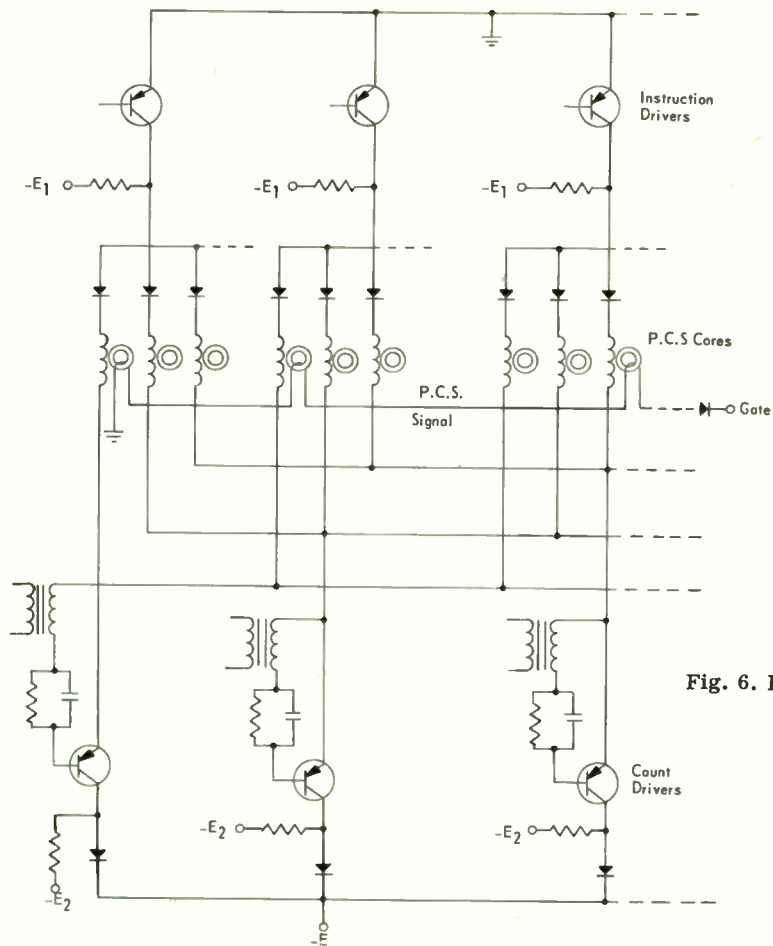 Instruction
Drivers
-E1
-E1
-E1
P.C.S Cores
P.C.S.
Signal
Gate
Fig. 6.
Count
Drivers
-E2
-E2
-E2
-E